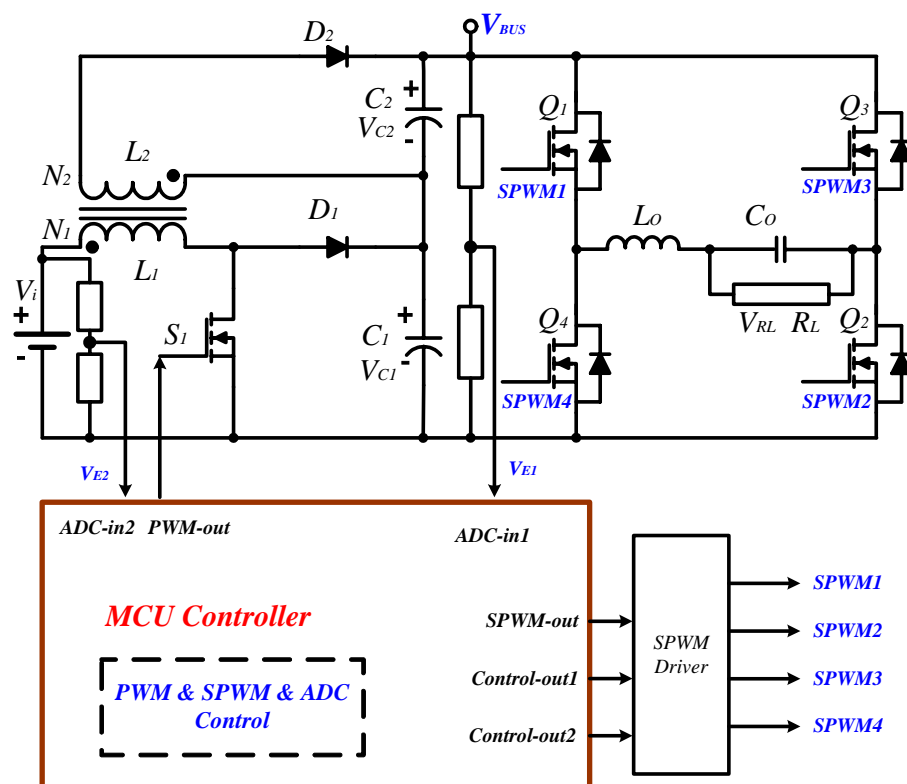 D2
VBUS
C2
+
VC2
-
Q1
Q3
L2
N2
SPWM1
SPWM3
D1
N1
LO
CO
L1
Vi
+
-
S1
C1
+
VC1
-
Q4
VRL RL
Q2
SPWM4
SPWM2
VE2
VE1
ADC-in2 PWM-out
ADC-in1
MCU Controller
PWM & SPWM & ADC
Control
SPWM-out
Control-out1
Control-out2
SPWM
Driver
SPWM1
SPWM2
SPWM3
SPWM4